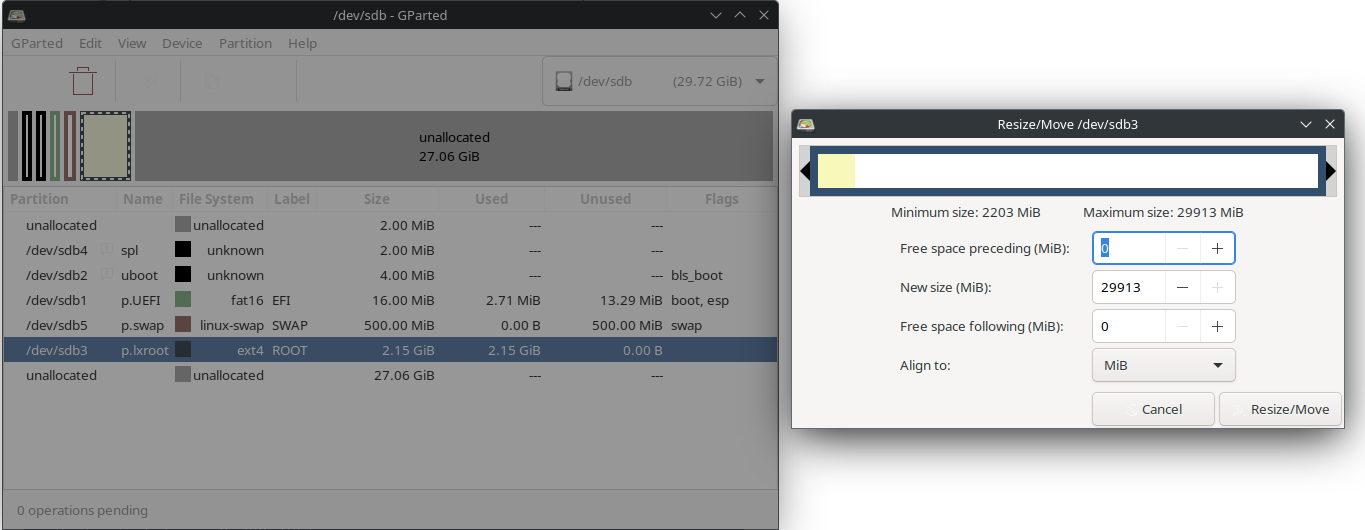 /dev/sdb - GParted
GParted Edit View Device Partition Help
/dev/sdb (29.72 GiB)
unallocated
27.06 GiB
Partition Name File System Label Size Used Unused Flags
unallocated unallocated 2.00 MiB --- ---
/dev/sdb4 spl unknown 2.00 MiB --- ---
/dev/sdb2 uboot unknown 4.00 MiB --- --- bls_boot
/dev/sdb1 p.UEFI fat16 EFI 16.00 MiB 2.71 MiB 13.29 MiB boot, esp
/dev/sdb5 p.swap linux-swap SWAP 500.00 MiB 0.00 B 500.00 MiB swap
/dev/sdb3 p.lxroot ext4 ROOT 2.15 GiB 2.15 GiB 0.00 B
unallocated unallocated 27.06 GiB --- ---
0 operations pending
Resize/Move /dev/sdb3
Minimum size: 2203 MiB Maximum size: 29913 MiB
Free space preceding (MiB): 0
New size (MiB): 29913
Free space following (MiB): 0
Align to: MiB
Cancel Resize/Move